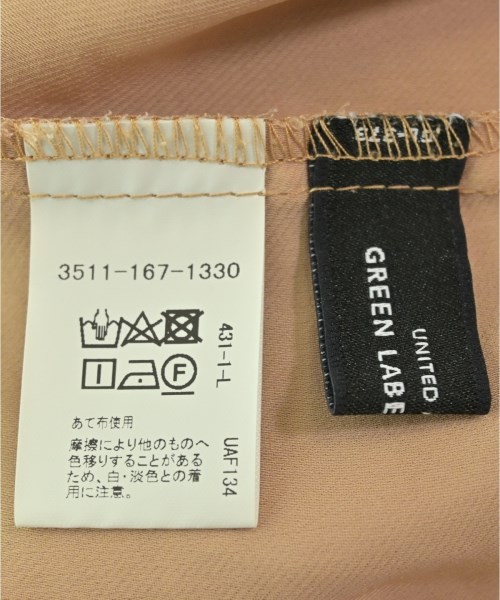 3511-167-1330
F
431-1-L
あて布使用
摩擦により他のものへ
色移りすることがある
ため、白・淡色との着
用に注意。
UAF134
UNITED
GREEN LABE